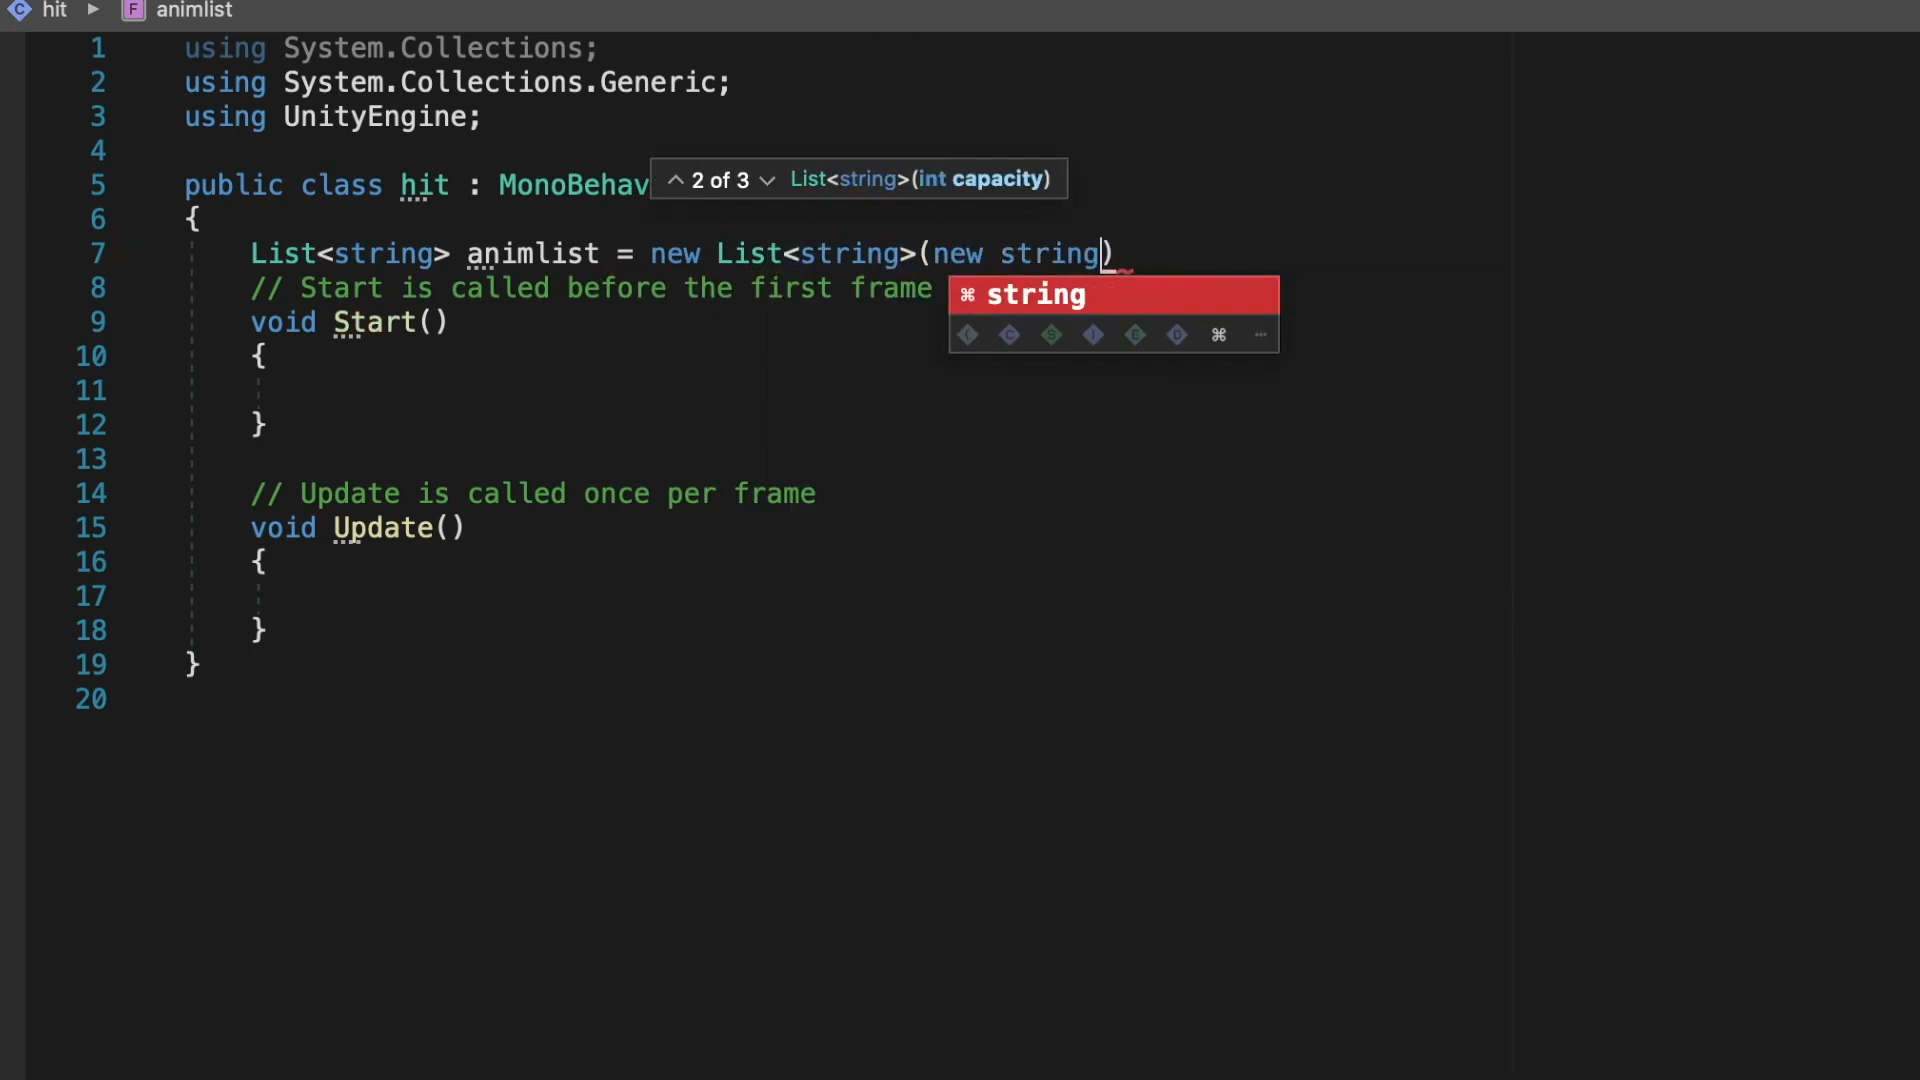 hit ▶ F animlist
1 using System.Collections;
2 using System.Collections.Generic;
3 using UnityEngine;
4
5 public class hit : MonoBehav
2 of 3 List<string>(int capacity)
6 {
7 List<string> animlist = new List<string>(new string)
8 // Start is called before the first frame
⌘ string
9 void Start()
⌘ ...
10 {
11
12 }
13
14 // Update is called once per frame
15 void Update()
16 {
17
18 }
19 }
20